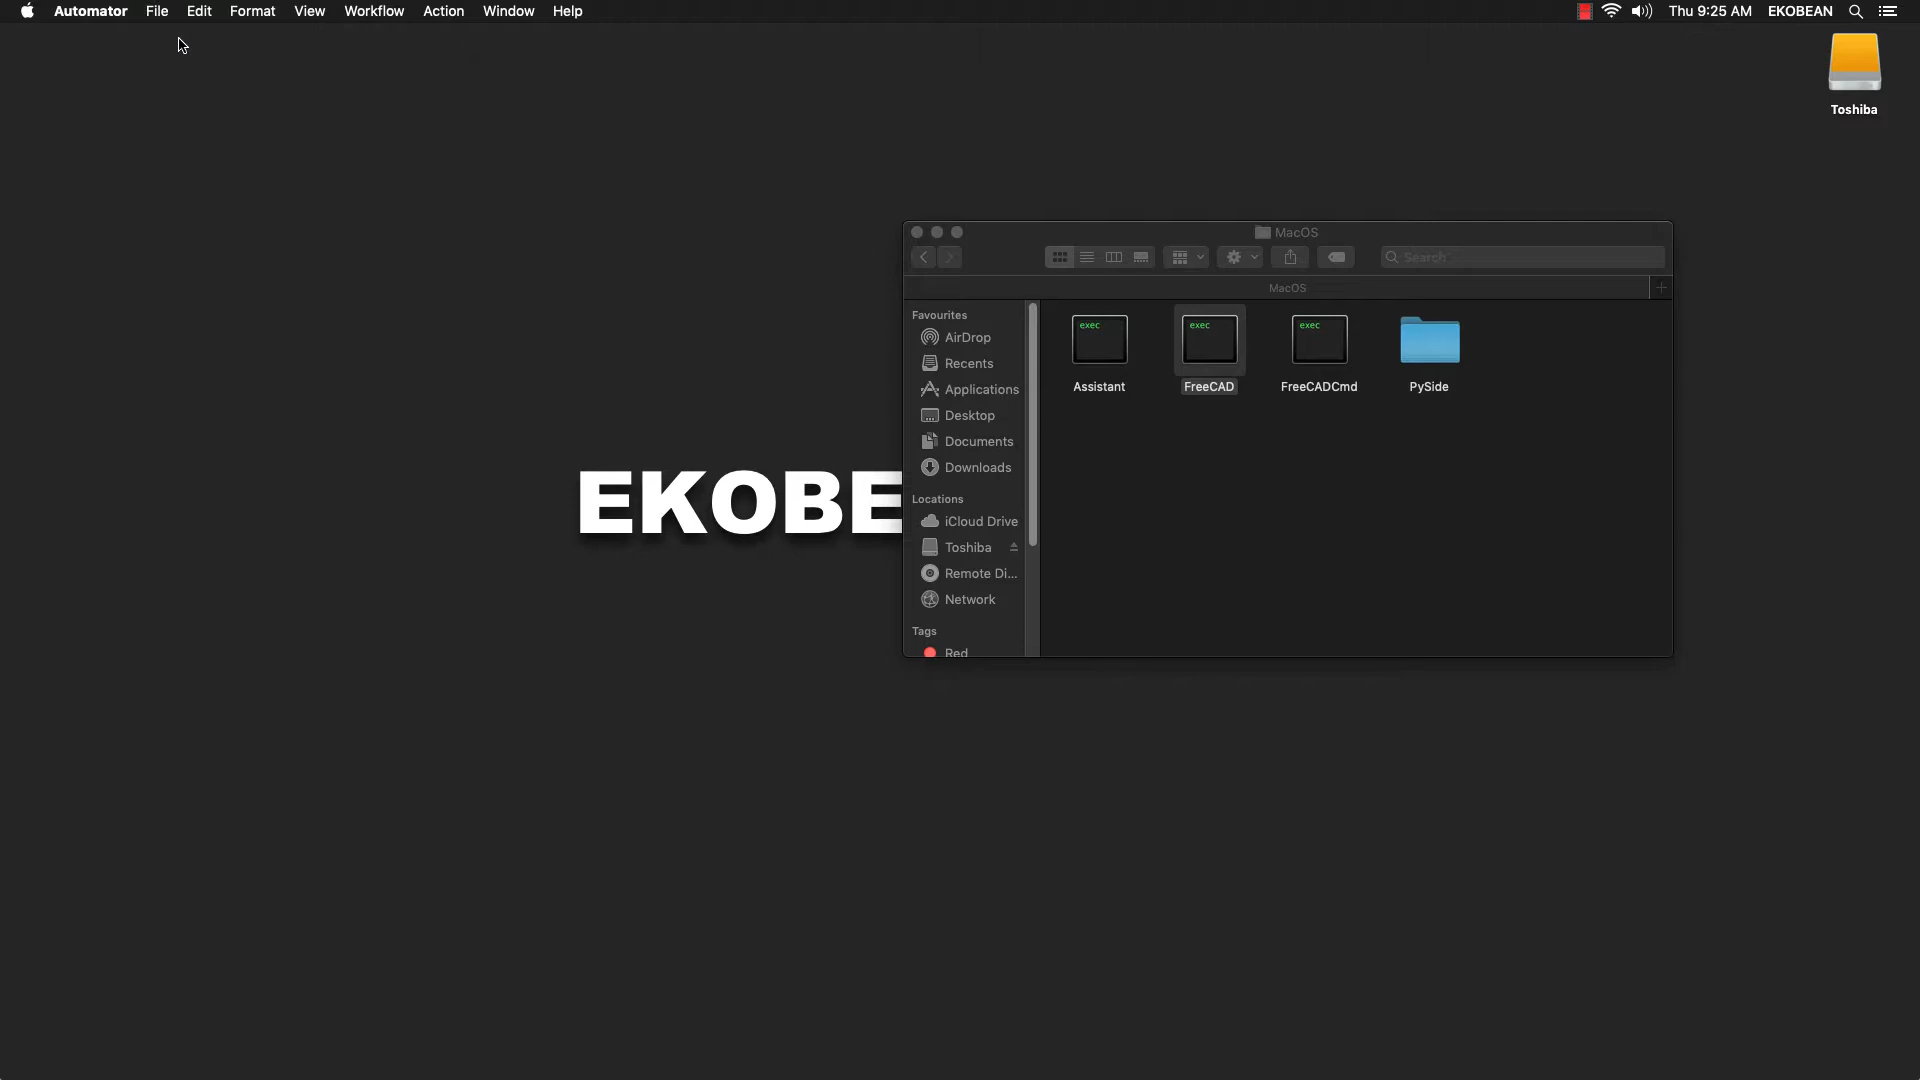 Automator File Edit Format View Workflow Action Window Help Thu 9:25 AM EKOBEAN
Toshiba
MacOS
Search
MacOS
Favourites
AirDrop
Recents
Applications
Desktop
Documents
Downloads
Locations
iCloud Drive
Toshiba
Remote Di...
Network
Tags
Red
exec exec exec
Assistant FreeCAD FreeCADCmd PySide
EKOBE